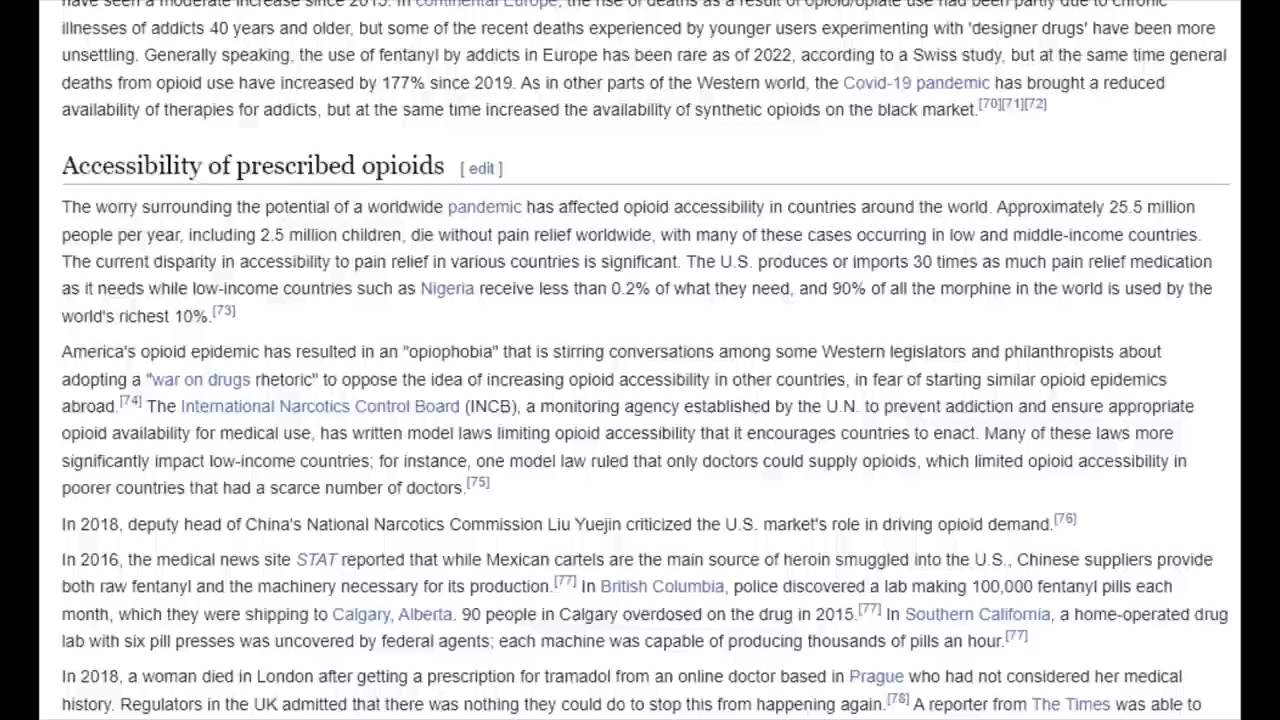 have seen a moderate increase since 2015. In continental Europe, the rise of deaths as a result of opioid/opiate use had been partly due to chronic
illnesses of addicts 40 years and older, but some of the recent deaths experienced by younger users experimenting with 'designer drugs' have been more
unsettling. Generally speaking, the use of fentanyl by addicts in Europe has been rare as of 2022, according to a Swiss study, but at the same time general
deaths from opioid use have increased by 177% since 2019. As in other parts of the Western world, the Covid-19 pandemic has brought a reduced
availability of therapies for addicts, but at the same time increased the availability of synthetic opioids on the black market.[70][71][72]
Accessibility of prescribed opioids [ edit ]
The worry surrounding the potential of a worldwide pandemic has affected opioid accessibility in countries around the world. Approximately 25.5 million
people per year, including 2.5 million children, die without pain relief worldwide, with many of these cases occurring in low and middle-income countries.
The current disparity in accessibility to pain relief in various countries is significant. The U.S. produces or imports 30 times as much pain relief medication
as it needs while low-income countries such as Nigeria receive less than 0.2% of what they need, and 90% of all the morphine in the world is used by the
world's richest 10%.[73]
America's opioid epidemic has resulted in an "opiophobia" that is stirring conversations among some Western legislators and philanthropists about
adopting a "war on drugs rhetoric" to oppose the idea of increasing opioid accessibility in other countries, in fear of starting similar opioid epidemics
abroad.[74] The International Narcotics Control Board (INCB), a monitoring agency established by the U.N. to prevent addiction and ensure appropriate
opioid availability for medical use, has written model laws limiting opioid accessibility that it encourages countries to enact. Many of these laws more
significantly impact low-income countries; for instance, one model law ruled that only doctors could supply opioids, which limited opioid accessibility in
poorer countries that had a scarce number of doctors.[75]
In 2018, deputy head of China's National Narcotics Commission Liu Yuejin criticized the U.S. market's role in driving opioid demand.[76]
In 2016, the medical news site STAT reported that while Mexican cartels are the main source of heroin smuggled into the U.S., Chinese suppliers provide
both raw fentanyl and the machinery necessary for its production.[77] In British Columbia, police discovered a lab making 100,000 fentanyl pills each
month, which they were shipping to Calgary, Alberta. 90 people in Calgary overdosed on the drug in 2015.[77] In Southern California, a home-operated drug
lab with six pill presses was uncovered by federal agents; each machine was capable of producing thousands of pills an hour.[77]
In 2018, a woman died in London after getting a prescription for tramadol from an online doctor based in Prague who had not considered her medical
history. Regulators in the UK admitted that there was nothing they could do to stop this from happening again.[78] A reporter from The Times was able to